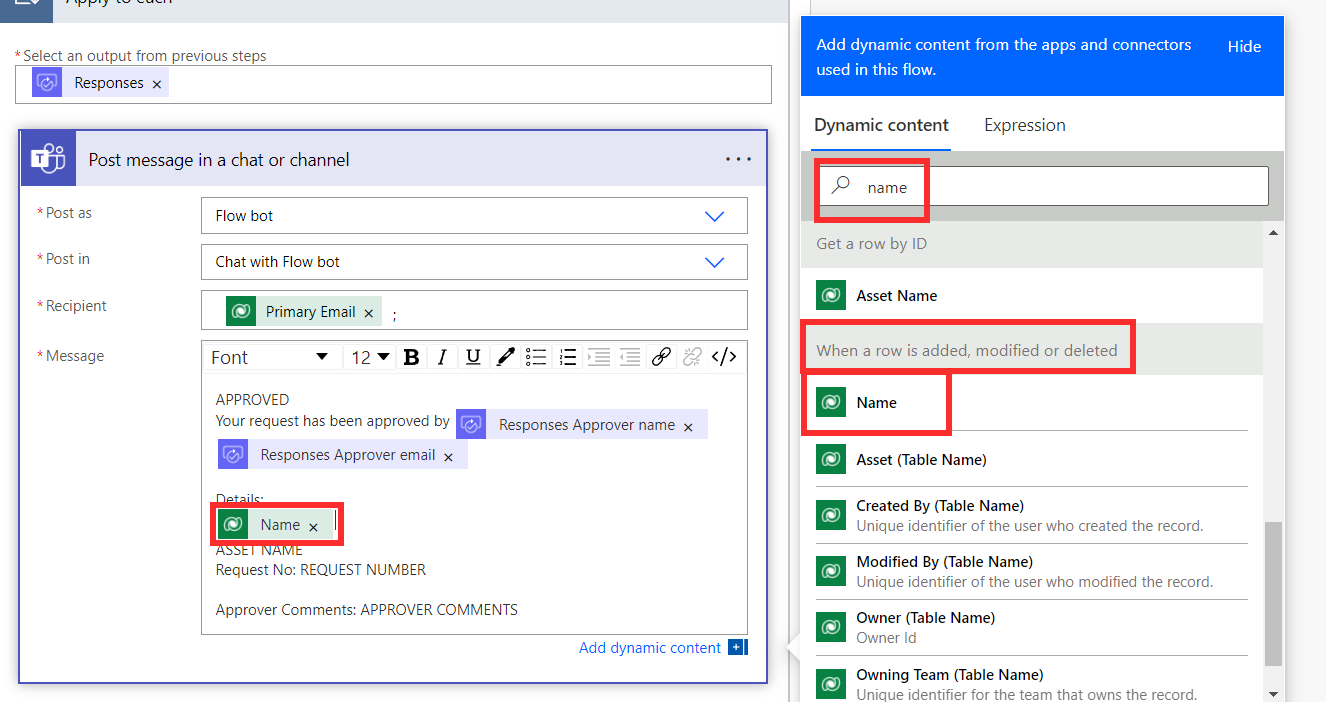 Apply to each
* Select an output from previous steps
Responses ×
Post message in a chat or channel
* Post as
Flow bot
* Post in
Chat with Flow bot
* Recipient
Primary Email × ;
* Message
Font 12 B I U </>
APPROVED
Your request has been approved by Responses Approver name ×
Responses Approver email ×
Details:
Name ×
ASSET NAME
Request No: REQUEST NUMBER
Approver Comments: APPROVER COMMENTS
Add dynamic content
Add dynamic content from the apps and connectors
used in this flow.
Hide
Dynamic content Expression
name
Get a row by ID
Asset Name
When a row is added, modified or deleted
Name
Asset (Table Name)
Created By (Table Name)
Unique identifier of the user who created the record.
Modified By (Table Name)
Unique identifier of the user who modified the record.
Owner (Table Name)
Owner Id
Owning Team (Table Name)
Unique identifier for the team that owns the record.